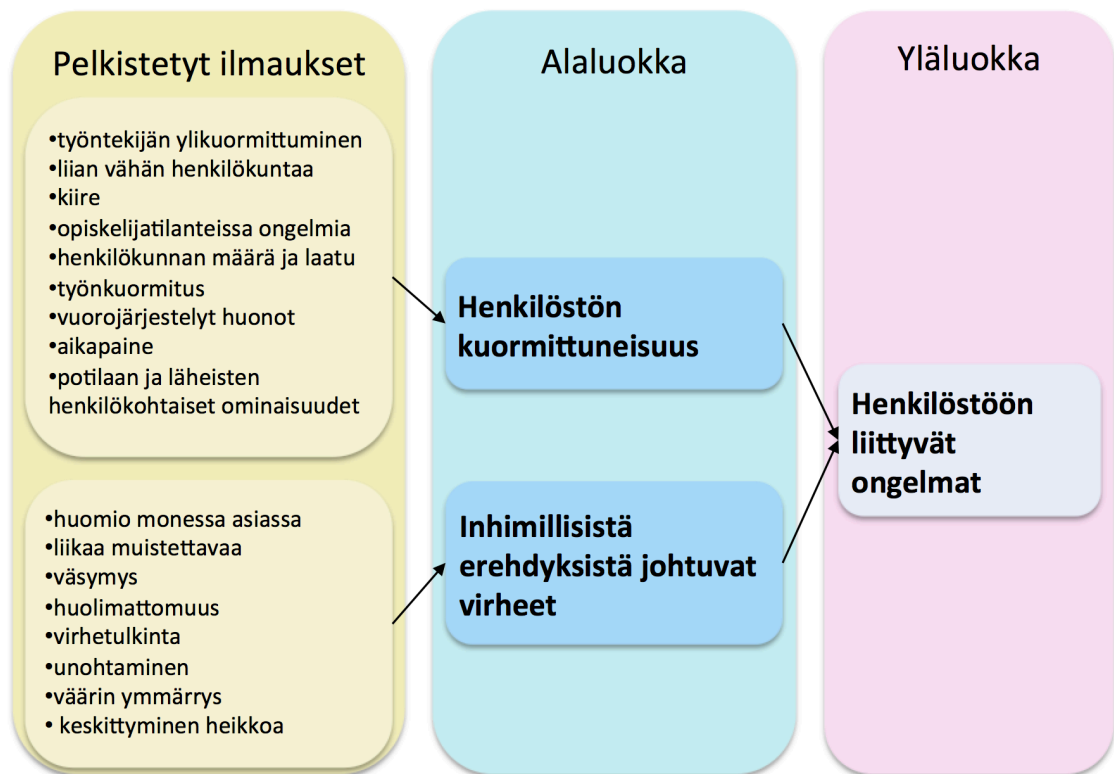 Pelkistetyt ilmaukset
•työntekijän ylikuormittuminen
•liian vähän henkilökuntaa
•kiire
•opiskelijatilanteissa ongelmia
•henkilökunnan määrä ja laatu
•työnkuormitus
•vuorojärjestelyt huonot
•aikapaine
•potilaan ja läheisten
henkilökohtaiset ominaisuudet
•huomio monessa asiassa
•liikaa muistettavaa
•väsymys
•huolimattomuus
•virhetulkinta
•unohtaminen
•väärin ymmärrys
• keskittyminen heikkoa
Alaluokka
Henkilöstön
kuormittuneisuus
Inhimillisistä
erehdyksistä johtuvat
virheet
Yläluokka
Henkilöstöön
liittyvät
ongelmat